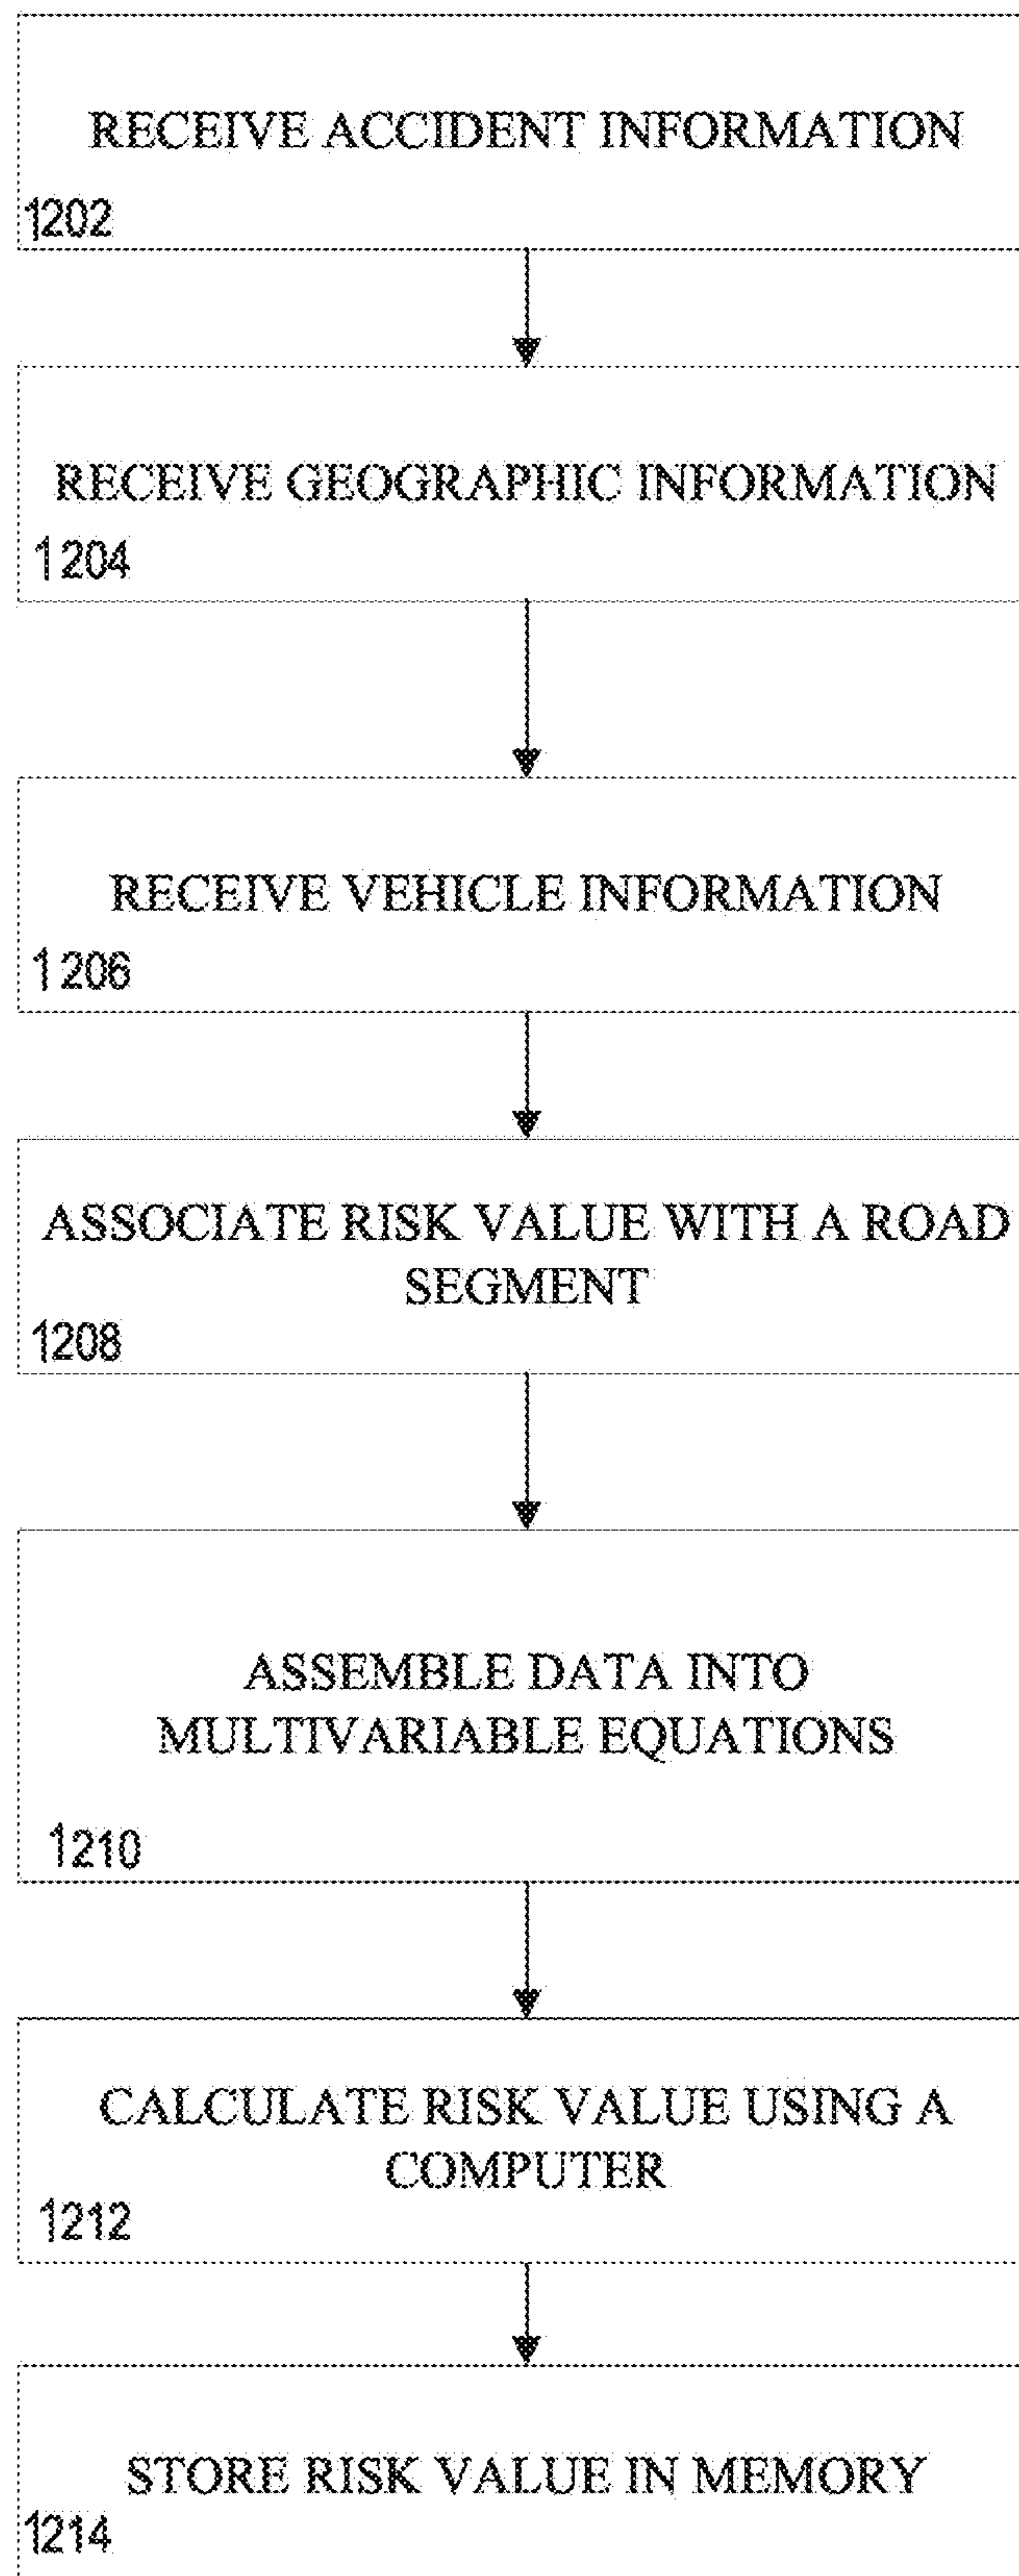 RECEIVE ACCIDENT INFORMATION
1202
RECEIVE GEOGRAPHIC INFORMATION
1204
RECEIVE VEHICLE INFORMATION
1206
ASSOCIATE RISK VALUE WITH A ROAD
SEGMENT
1208
ASSEMBLE DATA INTO
MULTIVARIABLE EQUATIONS
1210
CALCULATE RISK VALUE USING A
COMPUTER
1212
STORE RISK VALUE IN MEMORY
1214